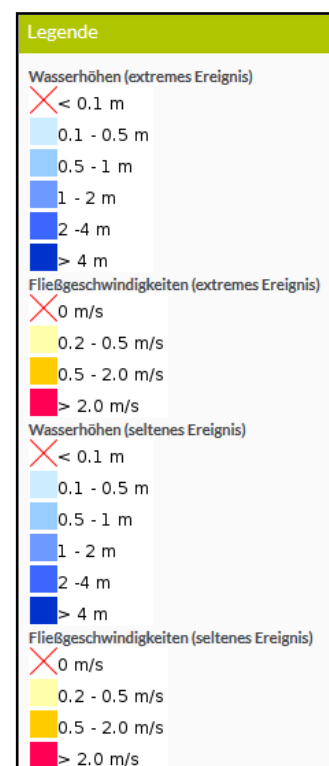 Legende
Wasserhöhen (extremes Ereignis)
< 0.1 m
0.1 - 0.5 m
0.5 - 1 m
1 - 2 m
2 -4 m
> 4 m
Fließgeschwindigkeiten (extremes Ereignis)
0 m/s
0.2 - 0.5 m/s
0.5 - 2.0 m/s
> 2.0 m/s
Wasserhöhen (seltenes Ereignis)
< 0.1 m
0.1 - 0.5 m
0.5 - 1 m
1 - 2 m
2 -4 m
> 4 m
Fließgeschwindigkeiten (seltenes Ereignis)
0 m/s
0.2 - 0.5 m/s
0.5 - 2.0 m/s
> 2.0 m/s